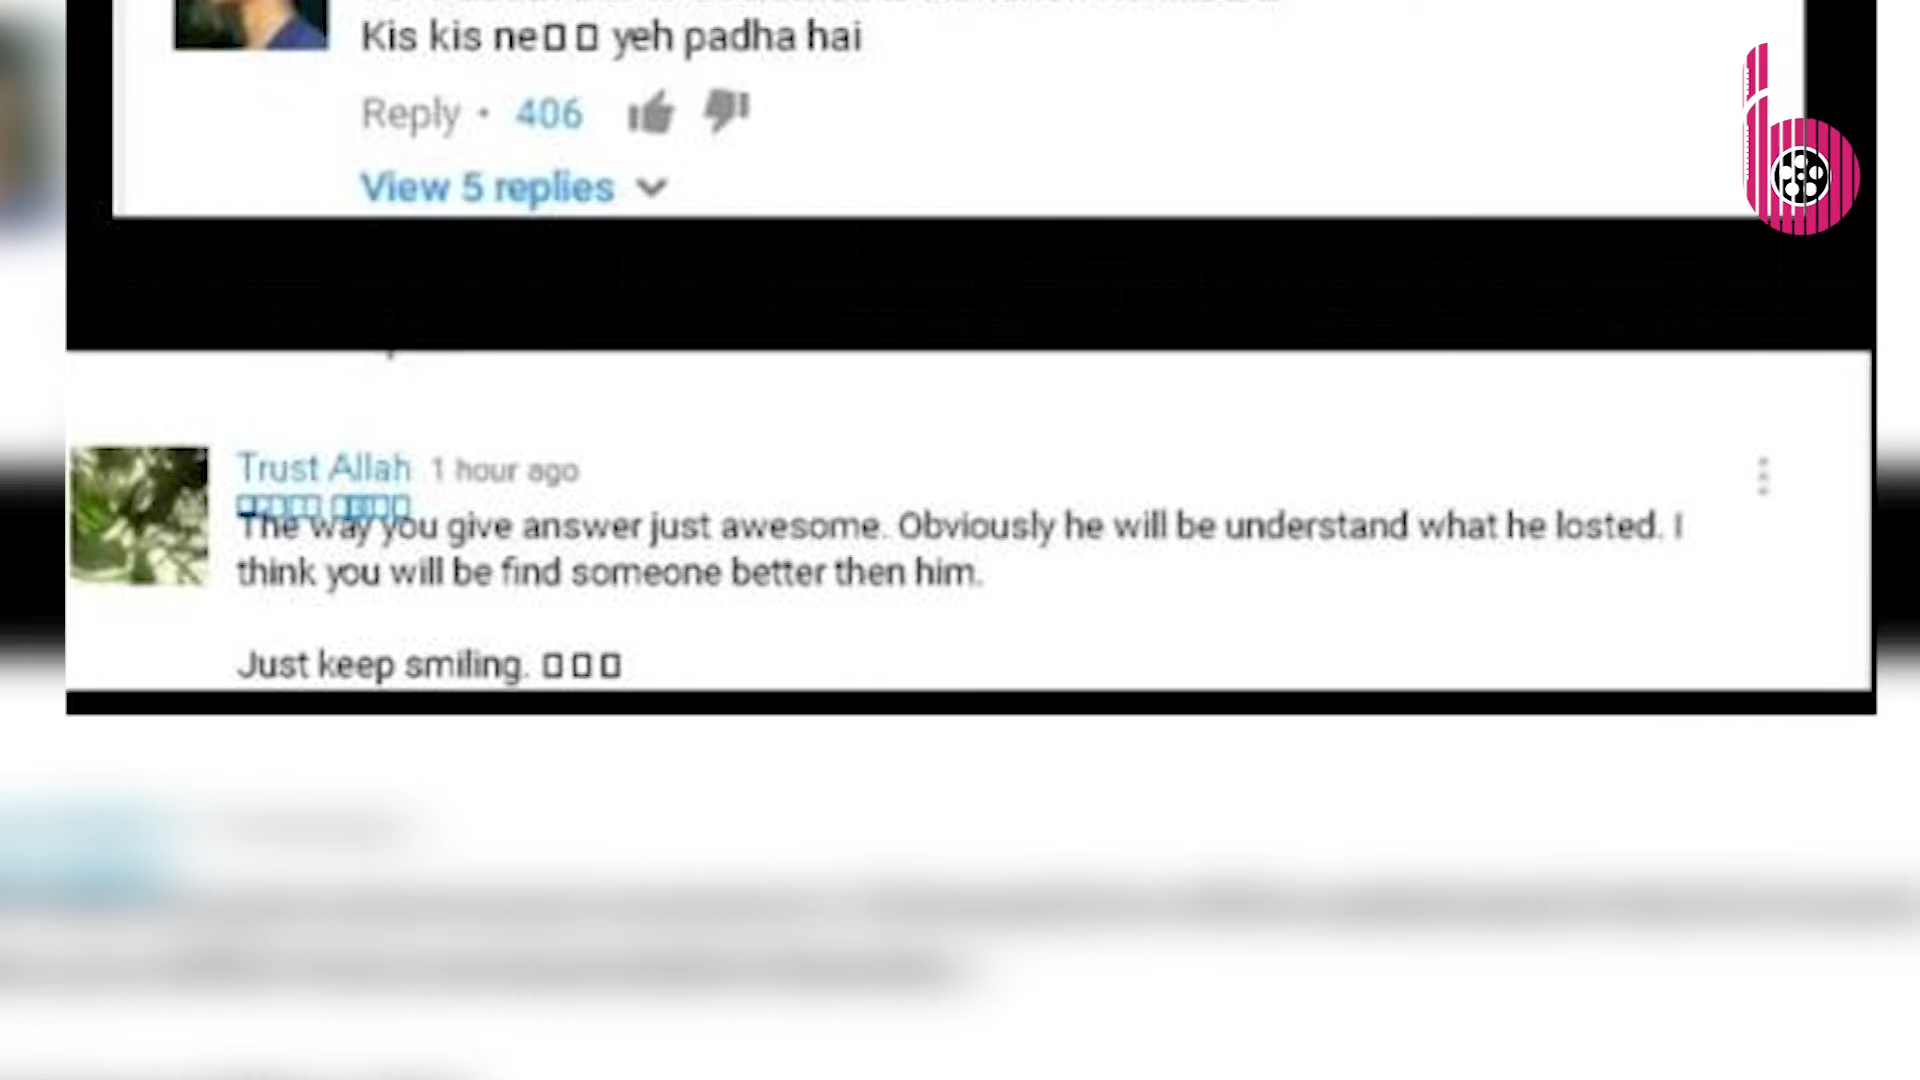 Kis kis ne▯▯ yeh padha hai
Reply • 406
View 5 replies
Trust Allah 1 hour ago
The way you give answer just awesome. Obviously he will be understand what he losted. I
think you will be find someone better then him.
Just keep smiling. ▯▯▯